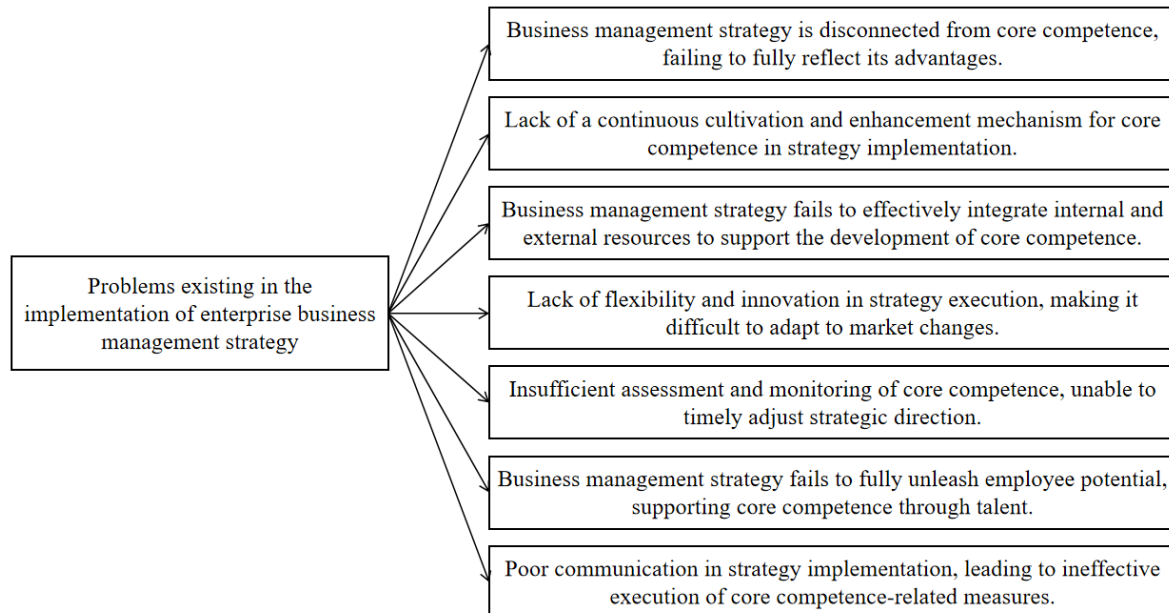 Business management strategy is disconnected from core competence,
failing to fully reflect its advantages.
Lack of a continuous cultivation and enhancement mechanism for core
competence in strategy implementation.
Business management strategy fails to effectively integrate internal and
external resources to support the development of core competence.
Problems existing in the
implementation of enterprise business
management strategy
Lack of flexibility and innovation in strategy execution, making it
difficult to adapt to market changes.
Insufficient assessment and monitoring of core competence, unable to
timely adjust strategic direction.
Business management strategy fails to fully unleash employee potential,
supporting core competence through talent.
Poor communication in strategy implementation, leading to ineffective
execution of core competence-related measures.